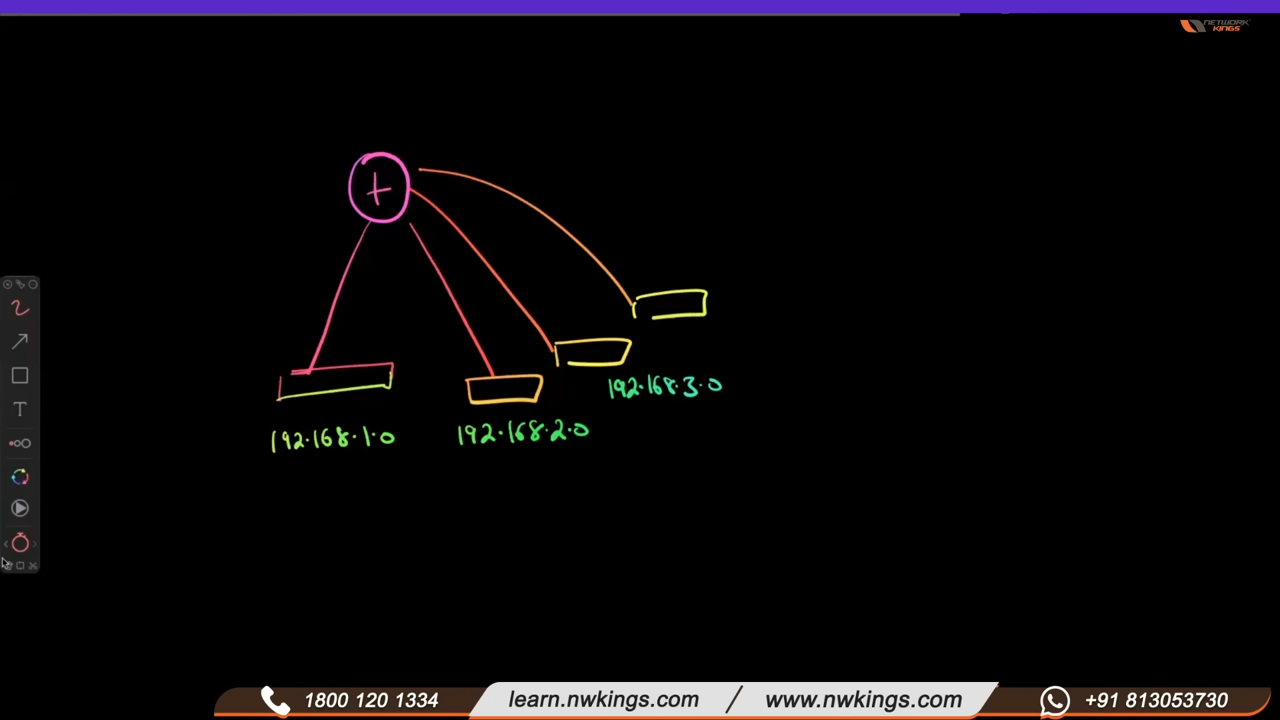 NETWORK
KINGS
192.168.3.0
192.168.1.0
192.168.2.0
T
1800 120 1334
learn.nwkings.com / www.nwkings.com
+91 813053730